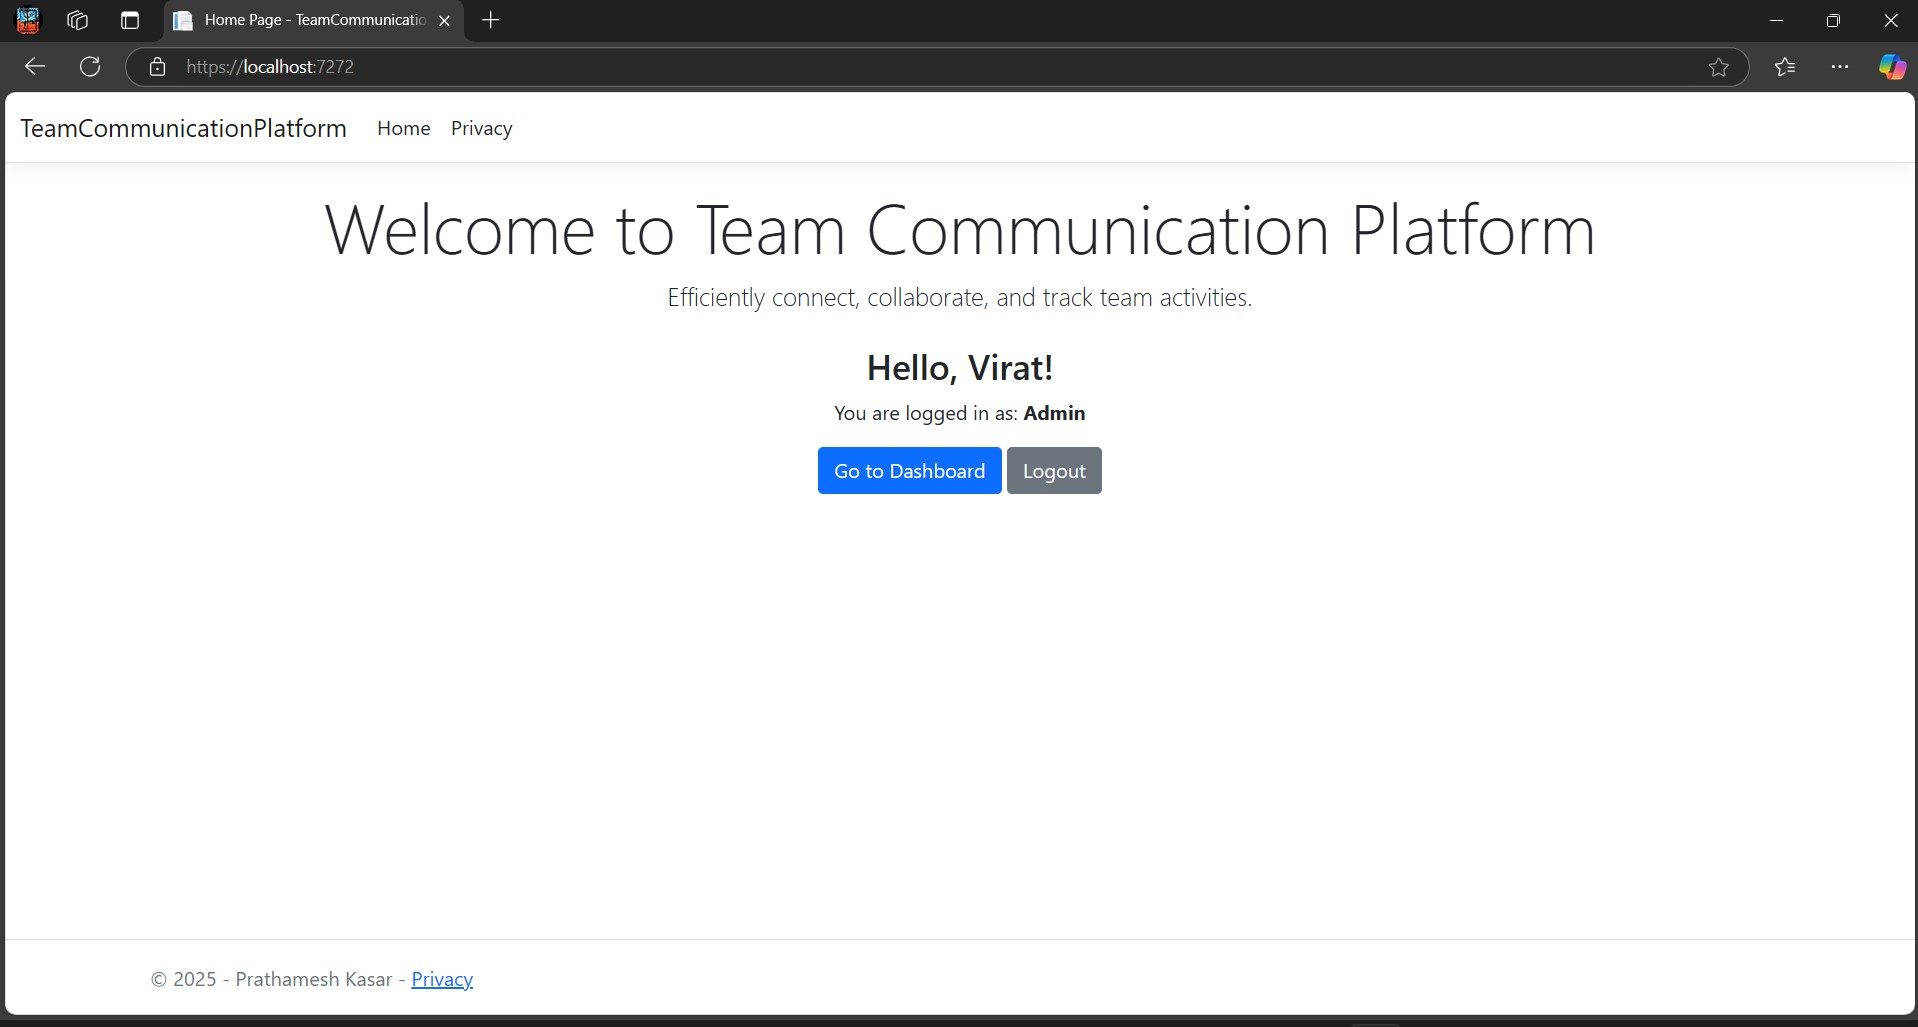 Home Page - TeamCommunicatio
https://localhost:7272
TeamCommunicationPlatform Home Privacy
Welcome to Team Communication Platform
Efficiently connect, collaborate, and track team activities.
Hello, Virat!
You are logged in as: Admin
Go to Dashboard Logout
© 2025 - Prathamesh Kasar - Privacy